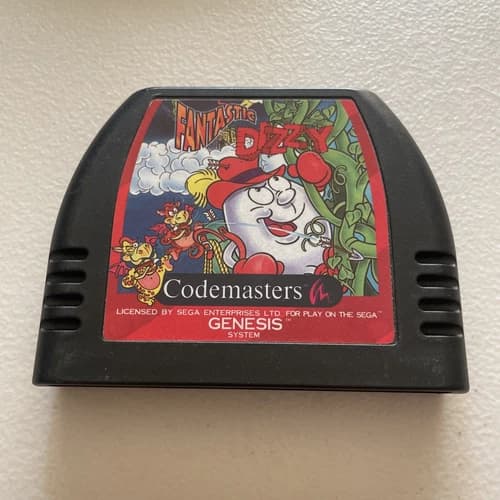 FANTASTIC
DIZZY
Codemasters
LICENSED BY SEGA ENTERPRISES LTD. FOR PLAY ON THE SEGA™
GENESIS™
SYSTEM